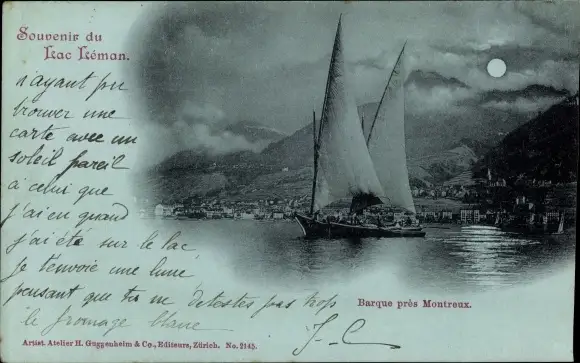 Souvenir du
Lac Léman.
n'ayant pu
trouver une
carte avec un
soleil pareil
à celui que
j'ai eu quand
j'ai été sur le lac
je t'envoie une lune
pensant que tu ne détestes pas trop
le fromage blanc
J-C
Barque près Montreux.
Artist. Atelier H. Guggenheim & Co., Editeurs, Zürich. No. 2145.